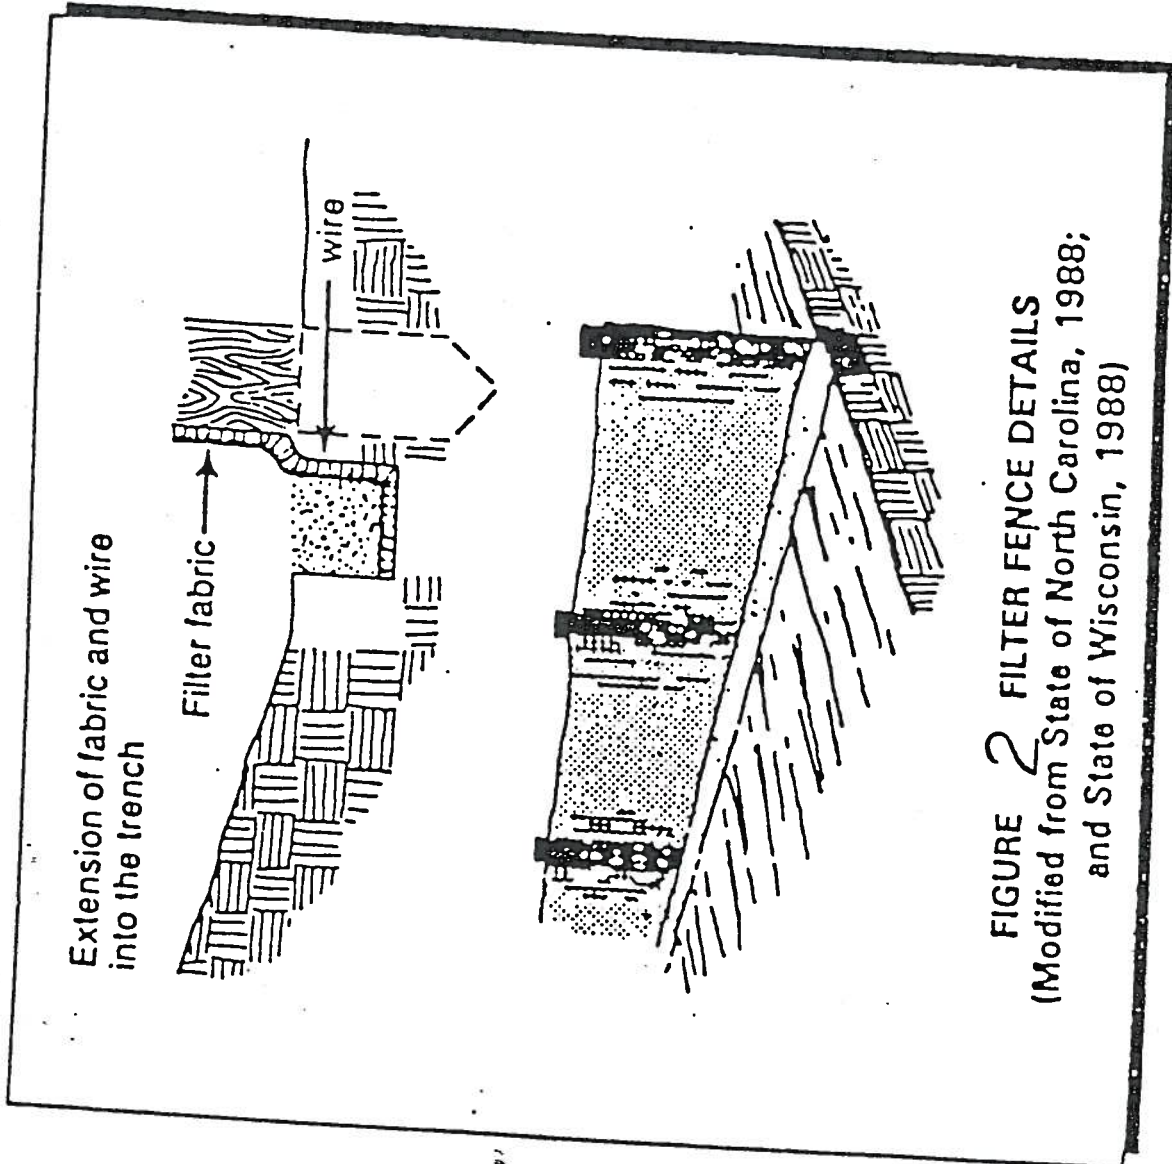 Extension of fabric and wire
into the trench
Filter fabric
wire
FIGURE 2 FILTER FENCE DETAILS
(Modified from State of North Carolina, 1988;
and State of Wisconsin, 1988)